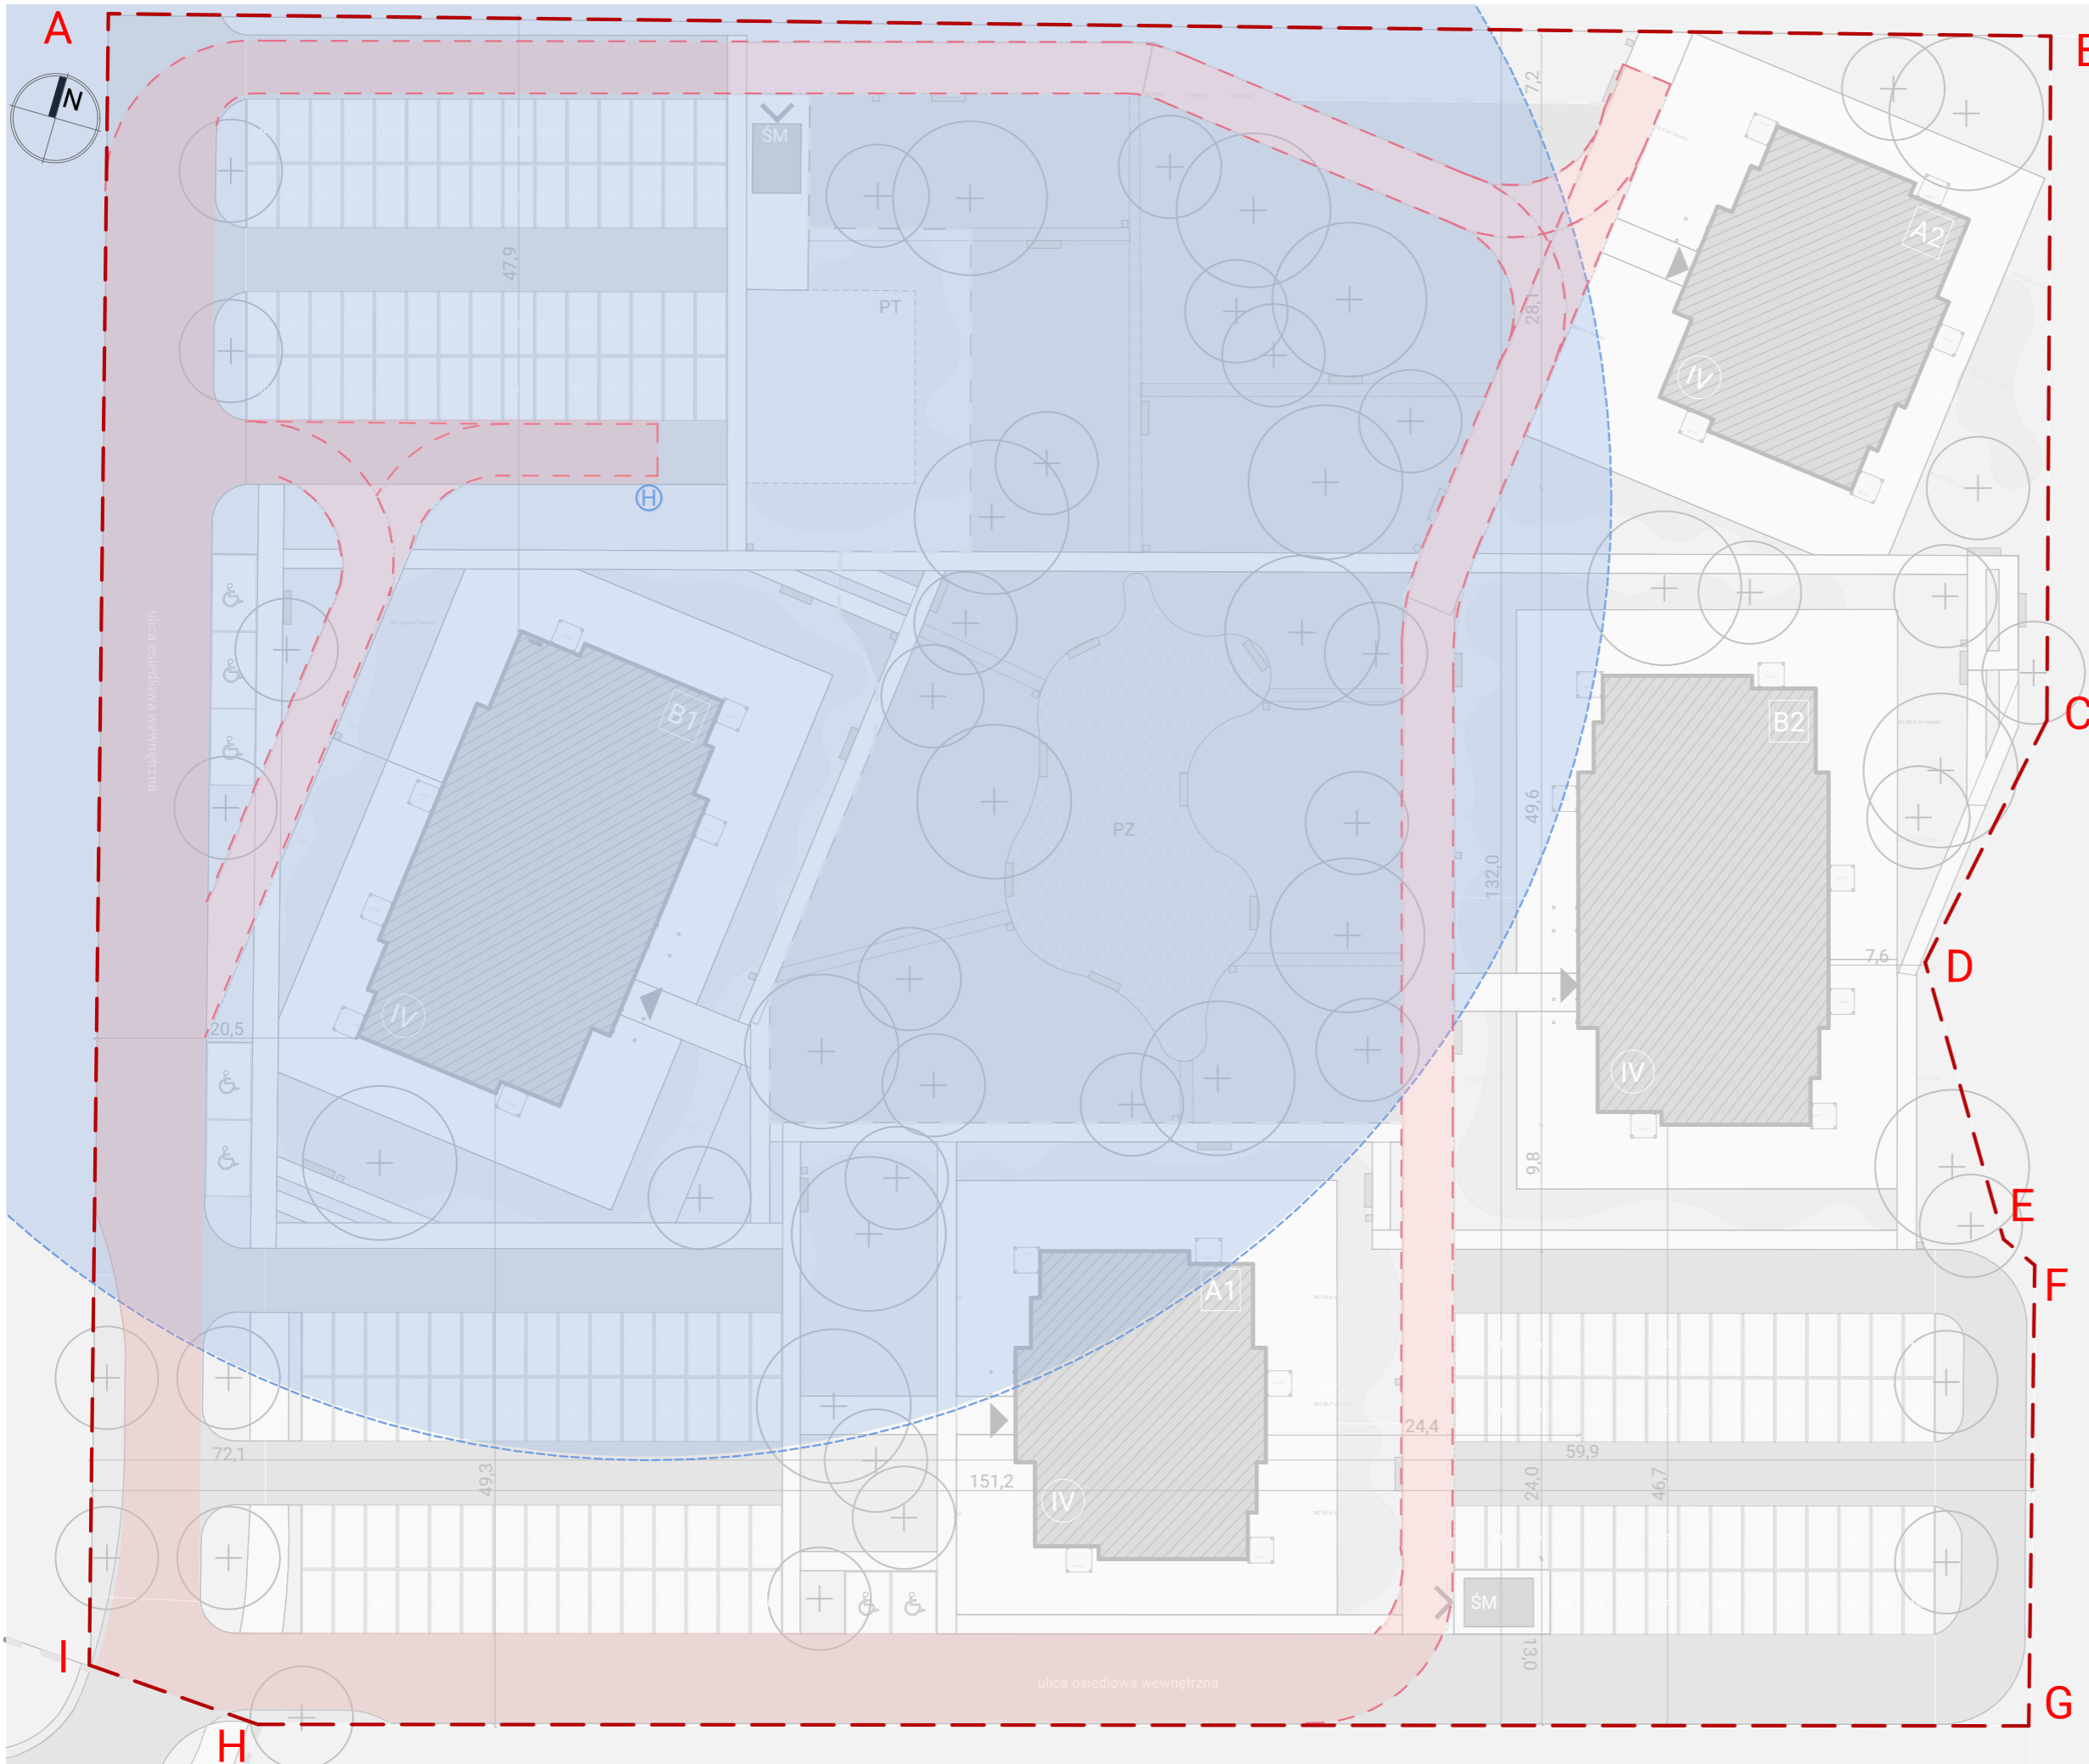 A
B
N
ŚM
7,2
A2
47,9
PT
28,1
IV
H
ulica osiedlowa wewnętrzna
B1
B2
C
PZ
49,6
132,0
7,6
D
IV
20,5
IV
9,8
E
F
A1
24,4
72,1
59,9
49,3
151,2
IV
24,0
46,7
ŚM
I
13,0
ulica osiedlowa wewnętrzna
G
H